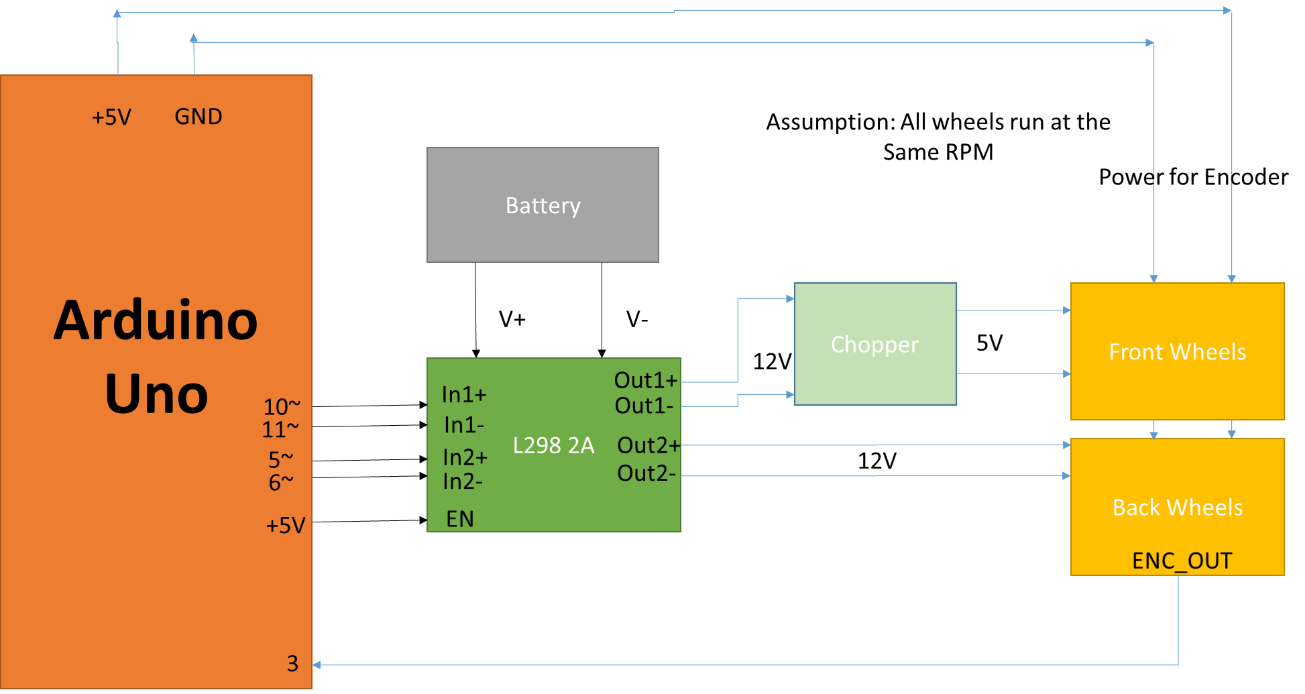 +5V
GND
Assumption: All wheels run at the
Same RPM
Power for Encoder
Battery
V+
V-
Arduino
Uno
10~
11~
5~
6~
+5V
3
In1+
In1-
In2+
In2-
EN
L298 2A
Out1+
Out1-
Out2+
Out2-
12V
Chopper
5V
12V
Front Wheels
Back Wheels
ENC_OUT